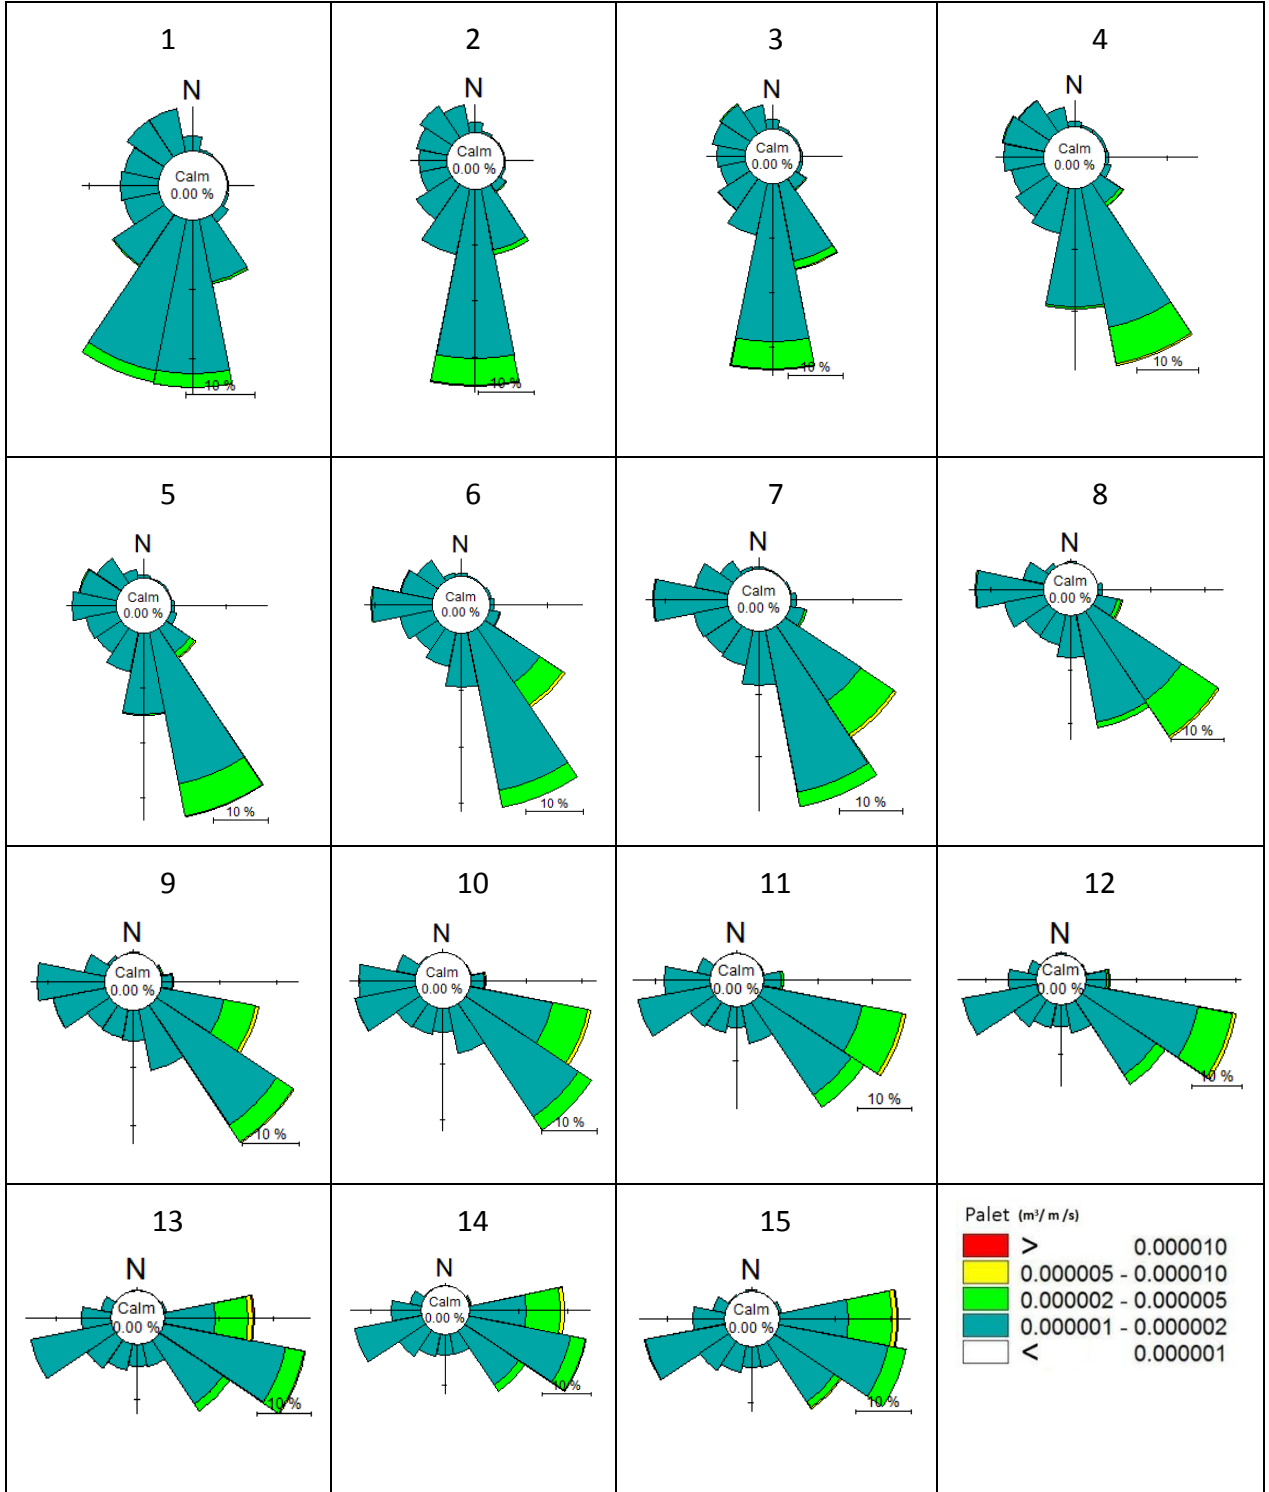 1
2
3
4
N
Calm
0.00 %
10 %
N
Calm
0.00 %
10 %
N
Calm
0.00 %
10 %
N
Calm
0.00 %
10 %
5
6
7
8
N
Calm
0.00 %
10 %
N
Calm
0.00 %
10 %
N
Calm
0.00 %
10 %
N
Calm
0.00 %
10 %
9
10
11
12
N
Calm
0.00 %
10 %
N
Calm
0.00 %
10 %
N
Calm
0.00 %
10 %
N
Calm
0.00 %
10 %
13
14
15
N
Calm
0.00 %
10 %
N
Calm
0.00 %
10 %
N
Calm
0.00 %
10 %
Palet (m³/ m /s)
> 0.000010
0.000005 - 0.000010
0.000002 - 0.000005
0.000001 - 0.000002
< 0.000001